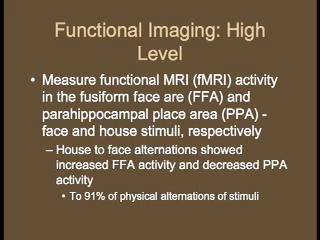 Functional Imaging: High
Level
• Measure functional MRI (fMRI) activity
in the fusiform face are (FFA) and
parahippocampal place area (PPA) -
face and house stimuli, respectively
– House to face alternations showed
increased FFA activity and decreased PPA
activity
• To 91% of physical alternations of stimuli